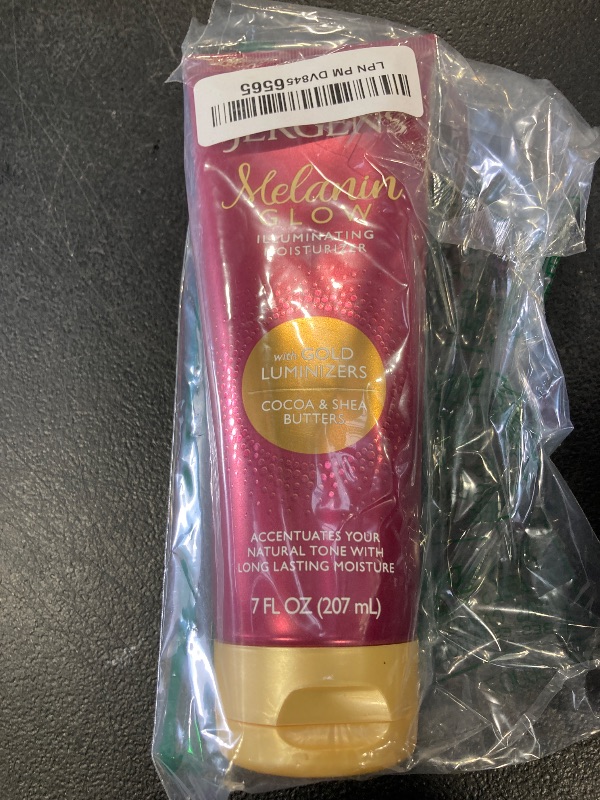 LPN PM DV8456565
JERGENS
Melanin
GLOW
ILLUMINATING
MOISTURIZER
with GOLD
LUMINIZERS
COCOA & SHEA
BUTTERS
ACCENTUATES YOUR
NATURAL TONE WITH
LONG LASTING MOISTURE
7 FL OZ (207 mL)